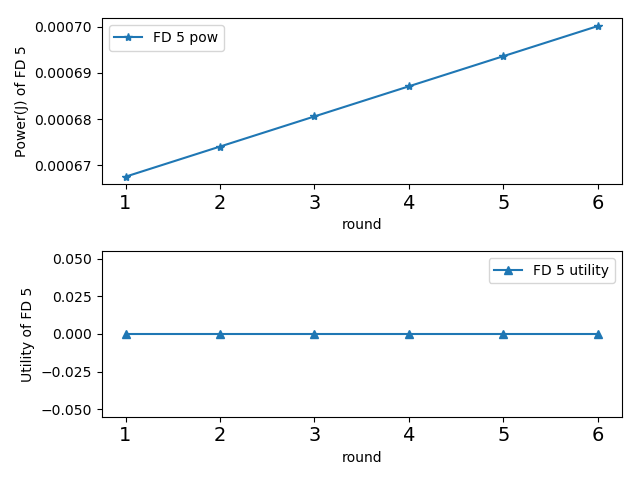 Power(J) of FD 5
0.00070
0.00069
0.00068
0.00067
FD 5 pow
1 2 3 4 5 6
round
Utility of FD 5
0.050
0.025
0.000
−0.025
−0.050
FD 5 utility
1 2 3 4 5 6
round